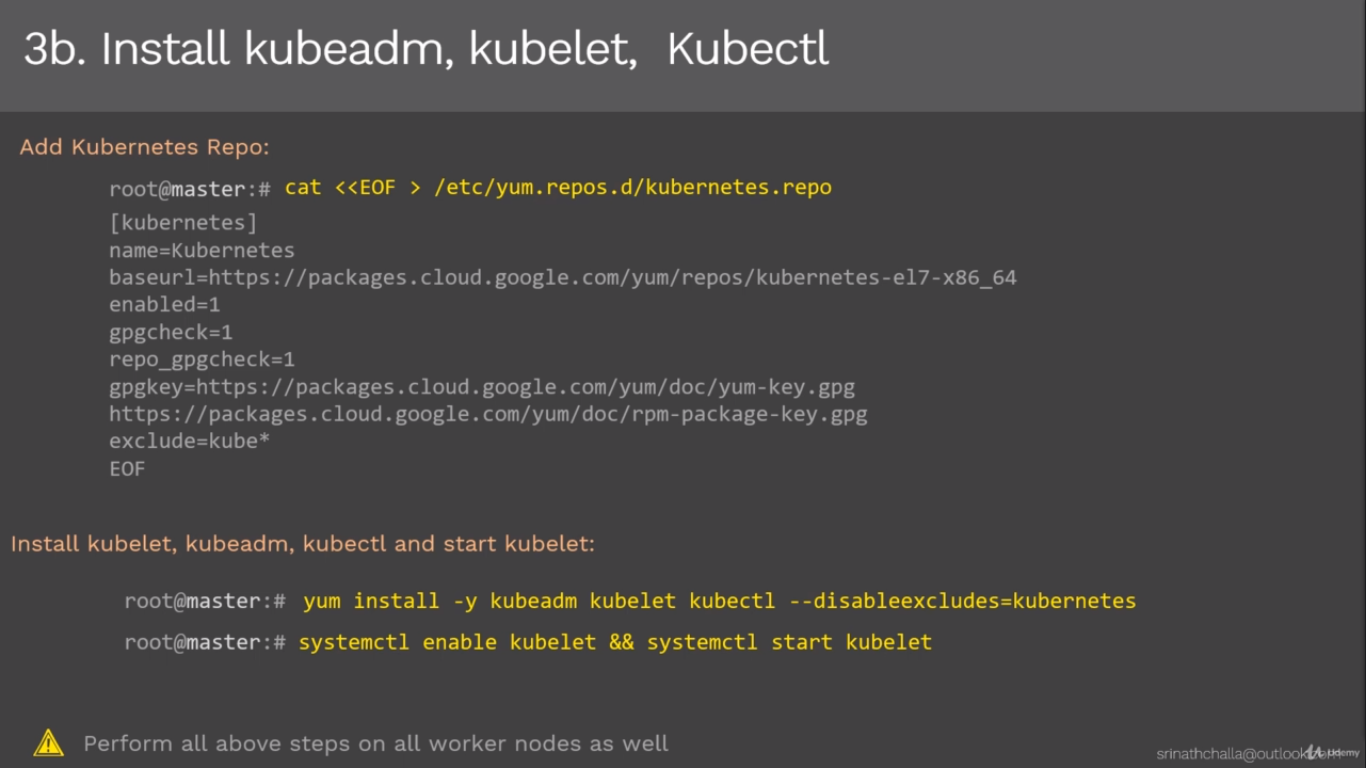 3b. Install kubeadm, kubelet, Kubectl
Add Kubernetes Repo:
root@master:# cat <<EOF > /etc/yum.repos.d/kubernetes.repo
[kubernetes]
name=Kubernetes
baseurl=https://packages.cloud.google.com/yum/repos/kubernetes-el7-x86_64
enabled=1
gpgcheck=1
repo_gpgcheck=1
gpgkey=https://packages.cloud.google.com/yum/doc/yum-key.gpg
https://packages.cloud.google.com/yum/doc/rpm-package-key.gpg
exclude=kube*
EOF
Install kubelet, kubeadm, kubectl and start kubelet:
root@master:# yum install -y kubeadm kubelet kubectl --disableexcludes=kubernetes
root@master:# systemctl enable kubelet && systemctl start kubelet
Perform all above steps on all worker nodes as well
srinathchalla@outlook.com
Udemy